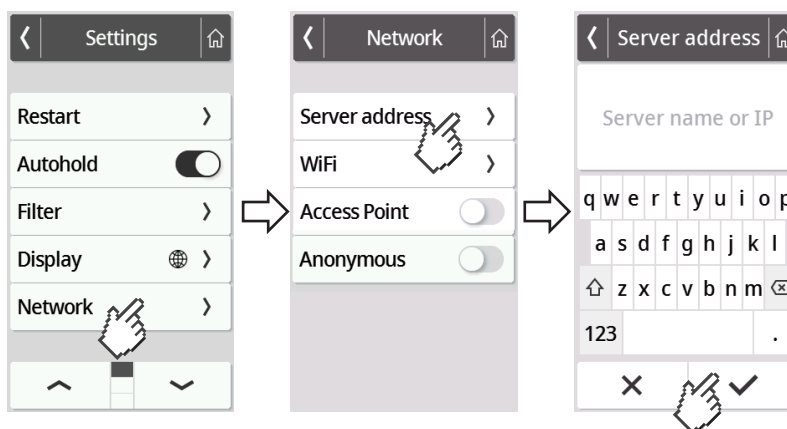 Settings
Restart
Autohold
Filter
Display
Network
Network
Server address
WiFi
Access Point
Anonymous
Server address
Server name or IP
q w e r t y u i o p
a s d f g h j k l
z x c v b n m
123 .